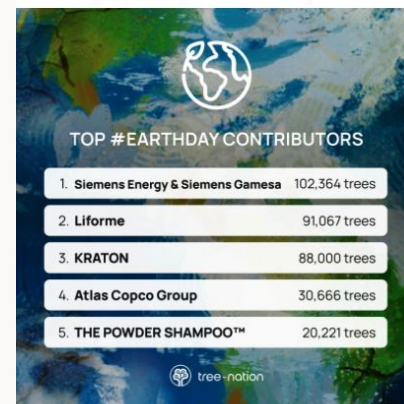 TOP #EARTHDAY CONTRIBUTORS
1. Siemens Energy & Siemens Gamesa 102,364 trees
2. Liforme 91,067 trees
3. KRATON 88,000 trees
4. Atlas Copco Group 30,666 trees
5. THE POWDER SHAMPOO™ 20,221 trees
tree-nation